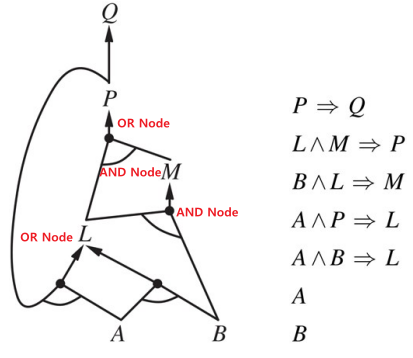 Q
P
OR Node
AND Node
M
AND Node
OR Node
L
A
B
P ⇒ Q
L ∧ M ⇒ P
B ∧ L ⇒ M
A ∧ P ⇒ L
A ∧ B ⇒ L
A
B